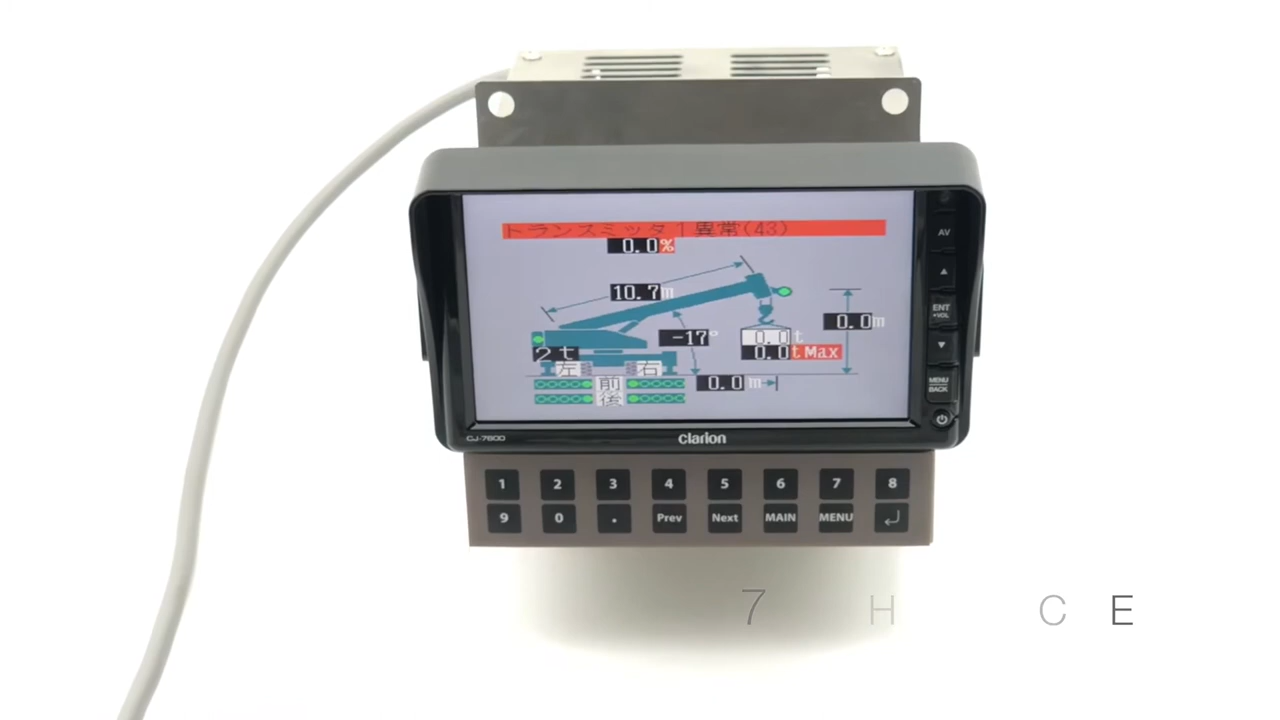 トランスミッタ1異常(43)
0.0%
10.7m
0.0m
-17°
0.0t
0.0tMax
2t
左 右
前
0.0m
後
AV
ENT
VOL
MENU
BACK
CJ-7600
clarion
1 2 3 4 5 6 7 8
9 0 . Prev Next MAIN MENU
7 H C E